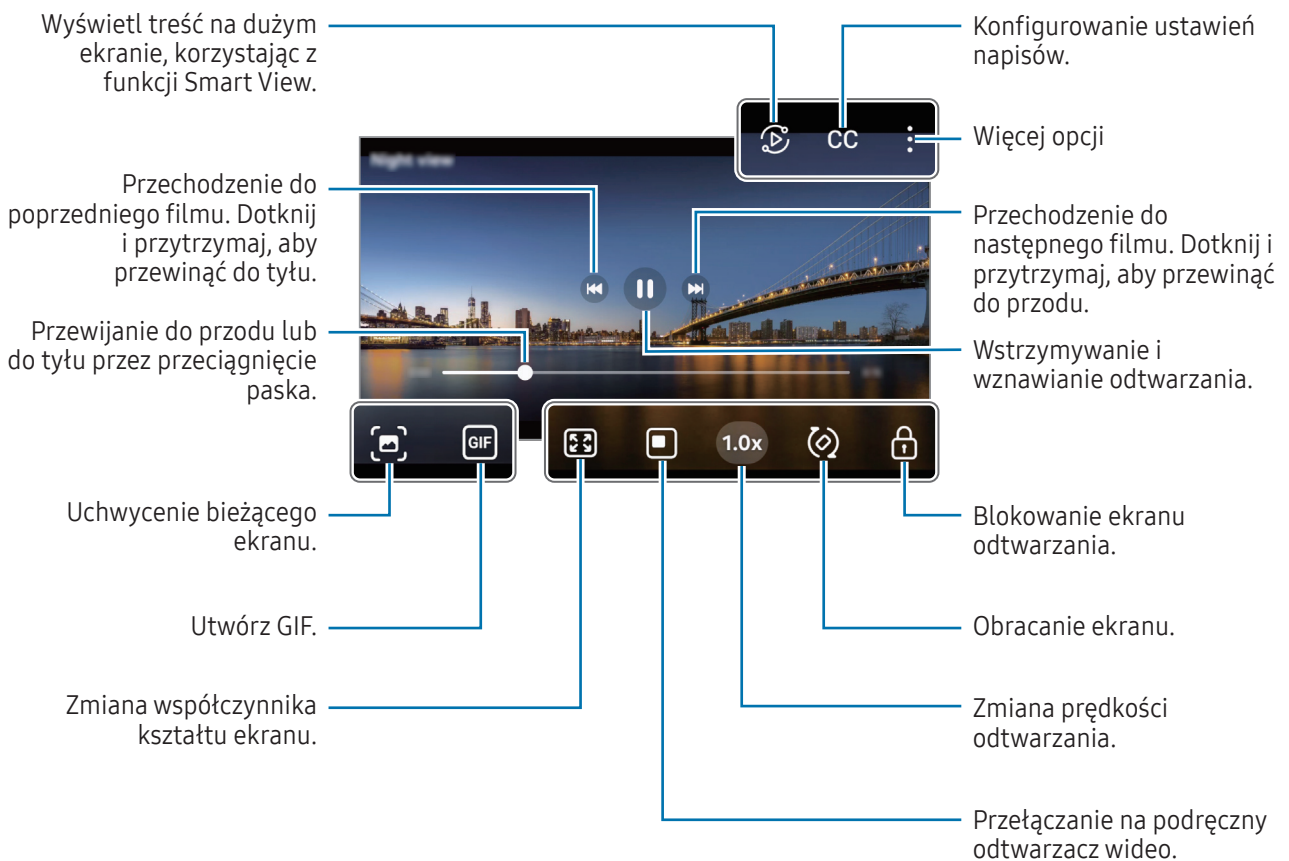 Wyświetl treść na dużym
ekranie, korzystając z
funkcji Smart View.
Konfigurowanie ustawień
napisów.
CC
Więcej opcji
Night view
Przechodzenie do
poprzedniego filmu. Dotknij
i przytrzymaj, aby
przewinąć do tyłu.
Przechodzenie do
następnego filmu. Dotknij i
przytrzymaj, aby przewinąć
do przodu.
Przewijanie do przodu lub
do tyłu przez przeciągnięcie
paska.
Wstrzymywanie i
wznawianie odtwarzania.
GIF
1.0x
Uchwycenie bieżącego
ekranu.
Blokowanie ekranu
odtwarzania.
Utwórz GIF.
Obracanie ekranu.
Zmiana współczynnika
kształtu ekranu.
Zmiana prędkości
odtwarzania.
Przełączanie na podręczny
odtwarzacz wideo.